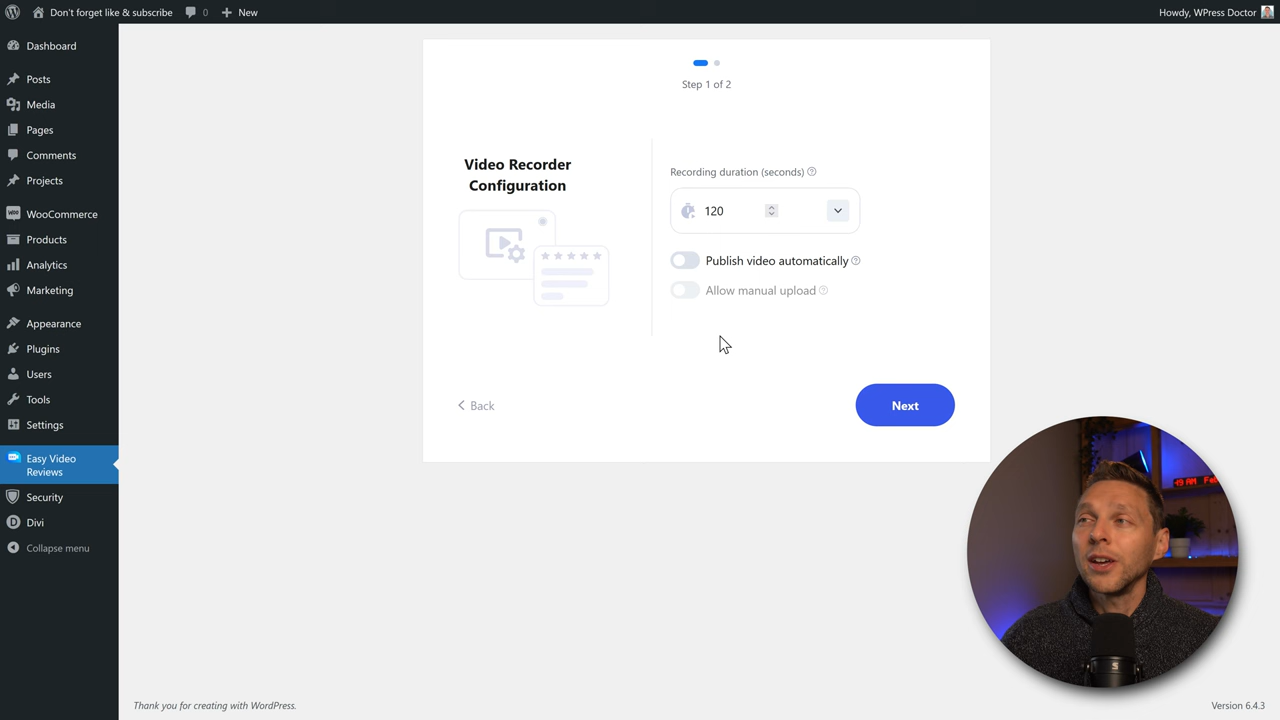 Don't forget like & subscribe 0 New Howdy, WPress Doctor
Dashboard
Posts
Media
Pages
Comments
Projects
WooCommerce
Products
Analytics
Marketing
Appearance
Plugins
Users
Tools
Settings
Easy Video
Reviews
Security
Divi
Collapse menu
Step 1 of 2
Video Recorder
Configuration
Recording duration (seconds)
120
Publish video automatically
Allow manual upload
Back
Next
Thank you for creating with WordPress.
Version 6.4.3